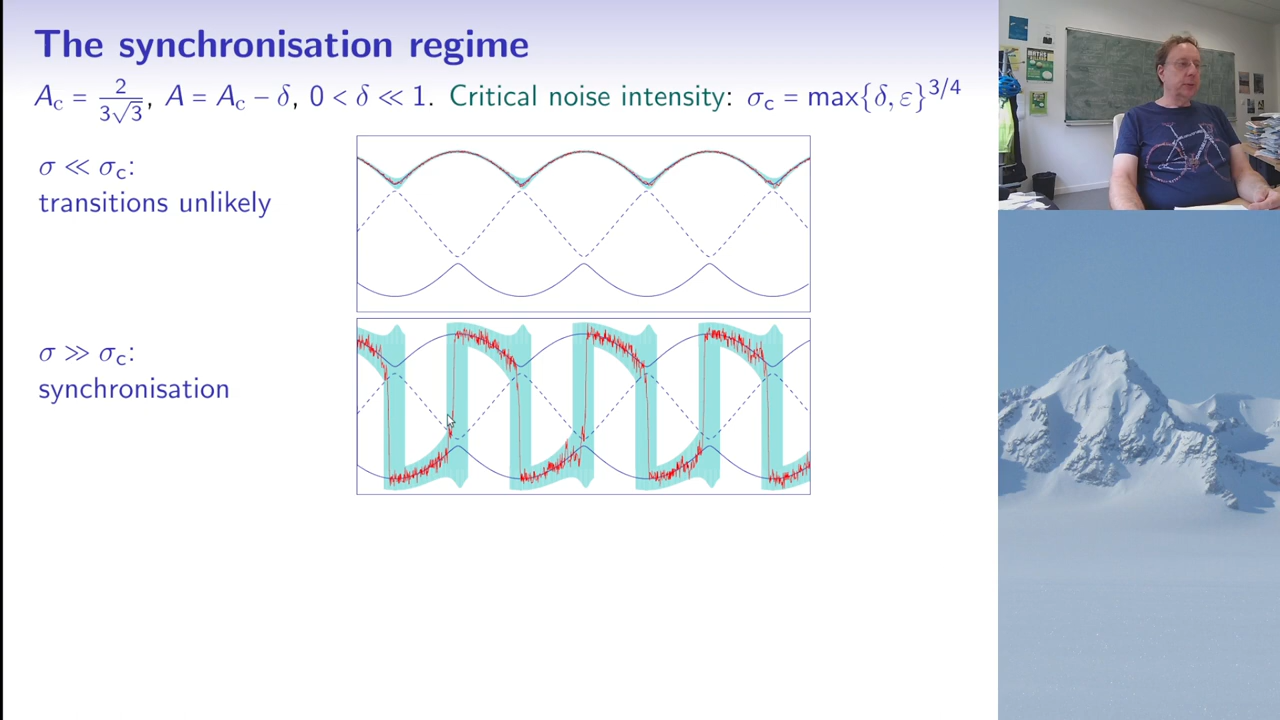 The synchronisation regime
A_c = 2/(3√3), A = A_c − δ, 0 < δ ≪ 1. Critical noise intensity: σ_c = max{δ, ε}^{3/4}
σ ≪ σ_c:
transitions unlikely
σ ≫ σ_c:
synchronisation